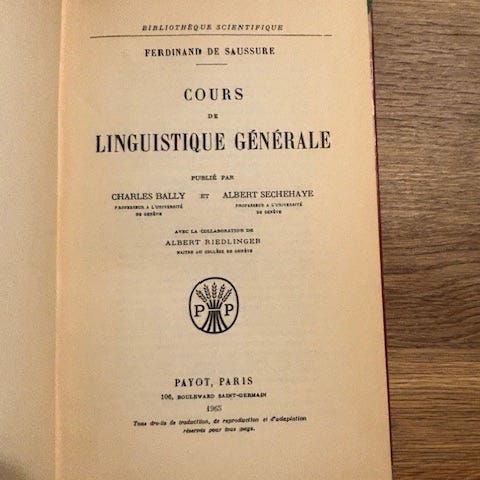 BIBLIOTHÈQUE SCIENTIFIQUE
FERDINAND DE SAUSSURE
COURS
DE
LINGUISTIQUE GÉNÉRALE
PUBLIÉ PAR
CHARLES BALLY ET ALBERT SECHEHAYE
PROFESSEUR A L'UNIVERSITÉ DE GENÈVE
PROFESSEUR A L'UNIVERSITÉ DE GENÈVE
AVEC LA COLLABORATION DE
ALBERT RIEDLINGER
MAITRE AU COLLÈGE DE GENÈVE
P P
PAYOT, PARIS
106, BOULEVARD SAINT-GERMAIN
1965
Tous droits de traduction, de reproduction et d'adaptation
réservés pour tous pays.